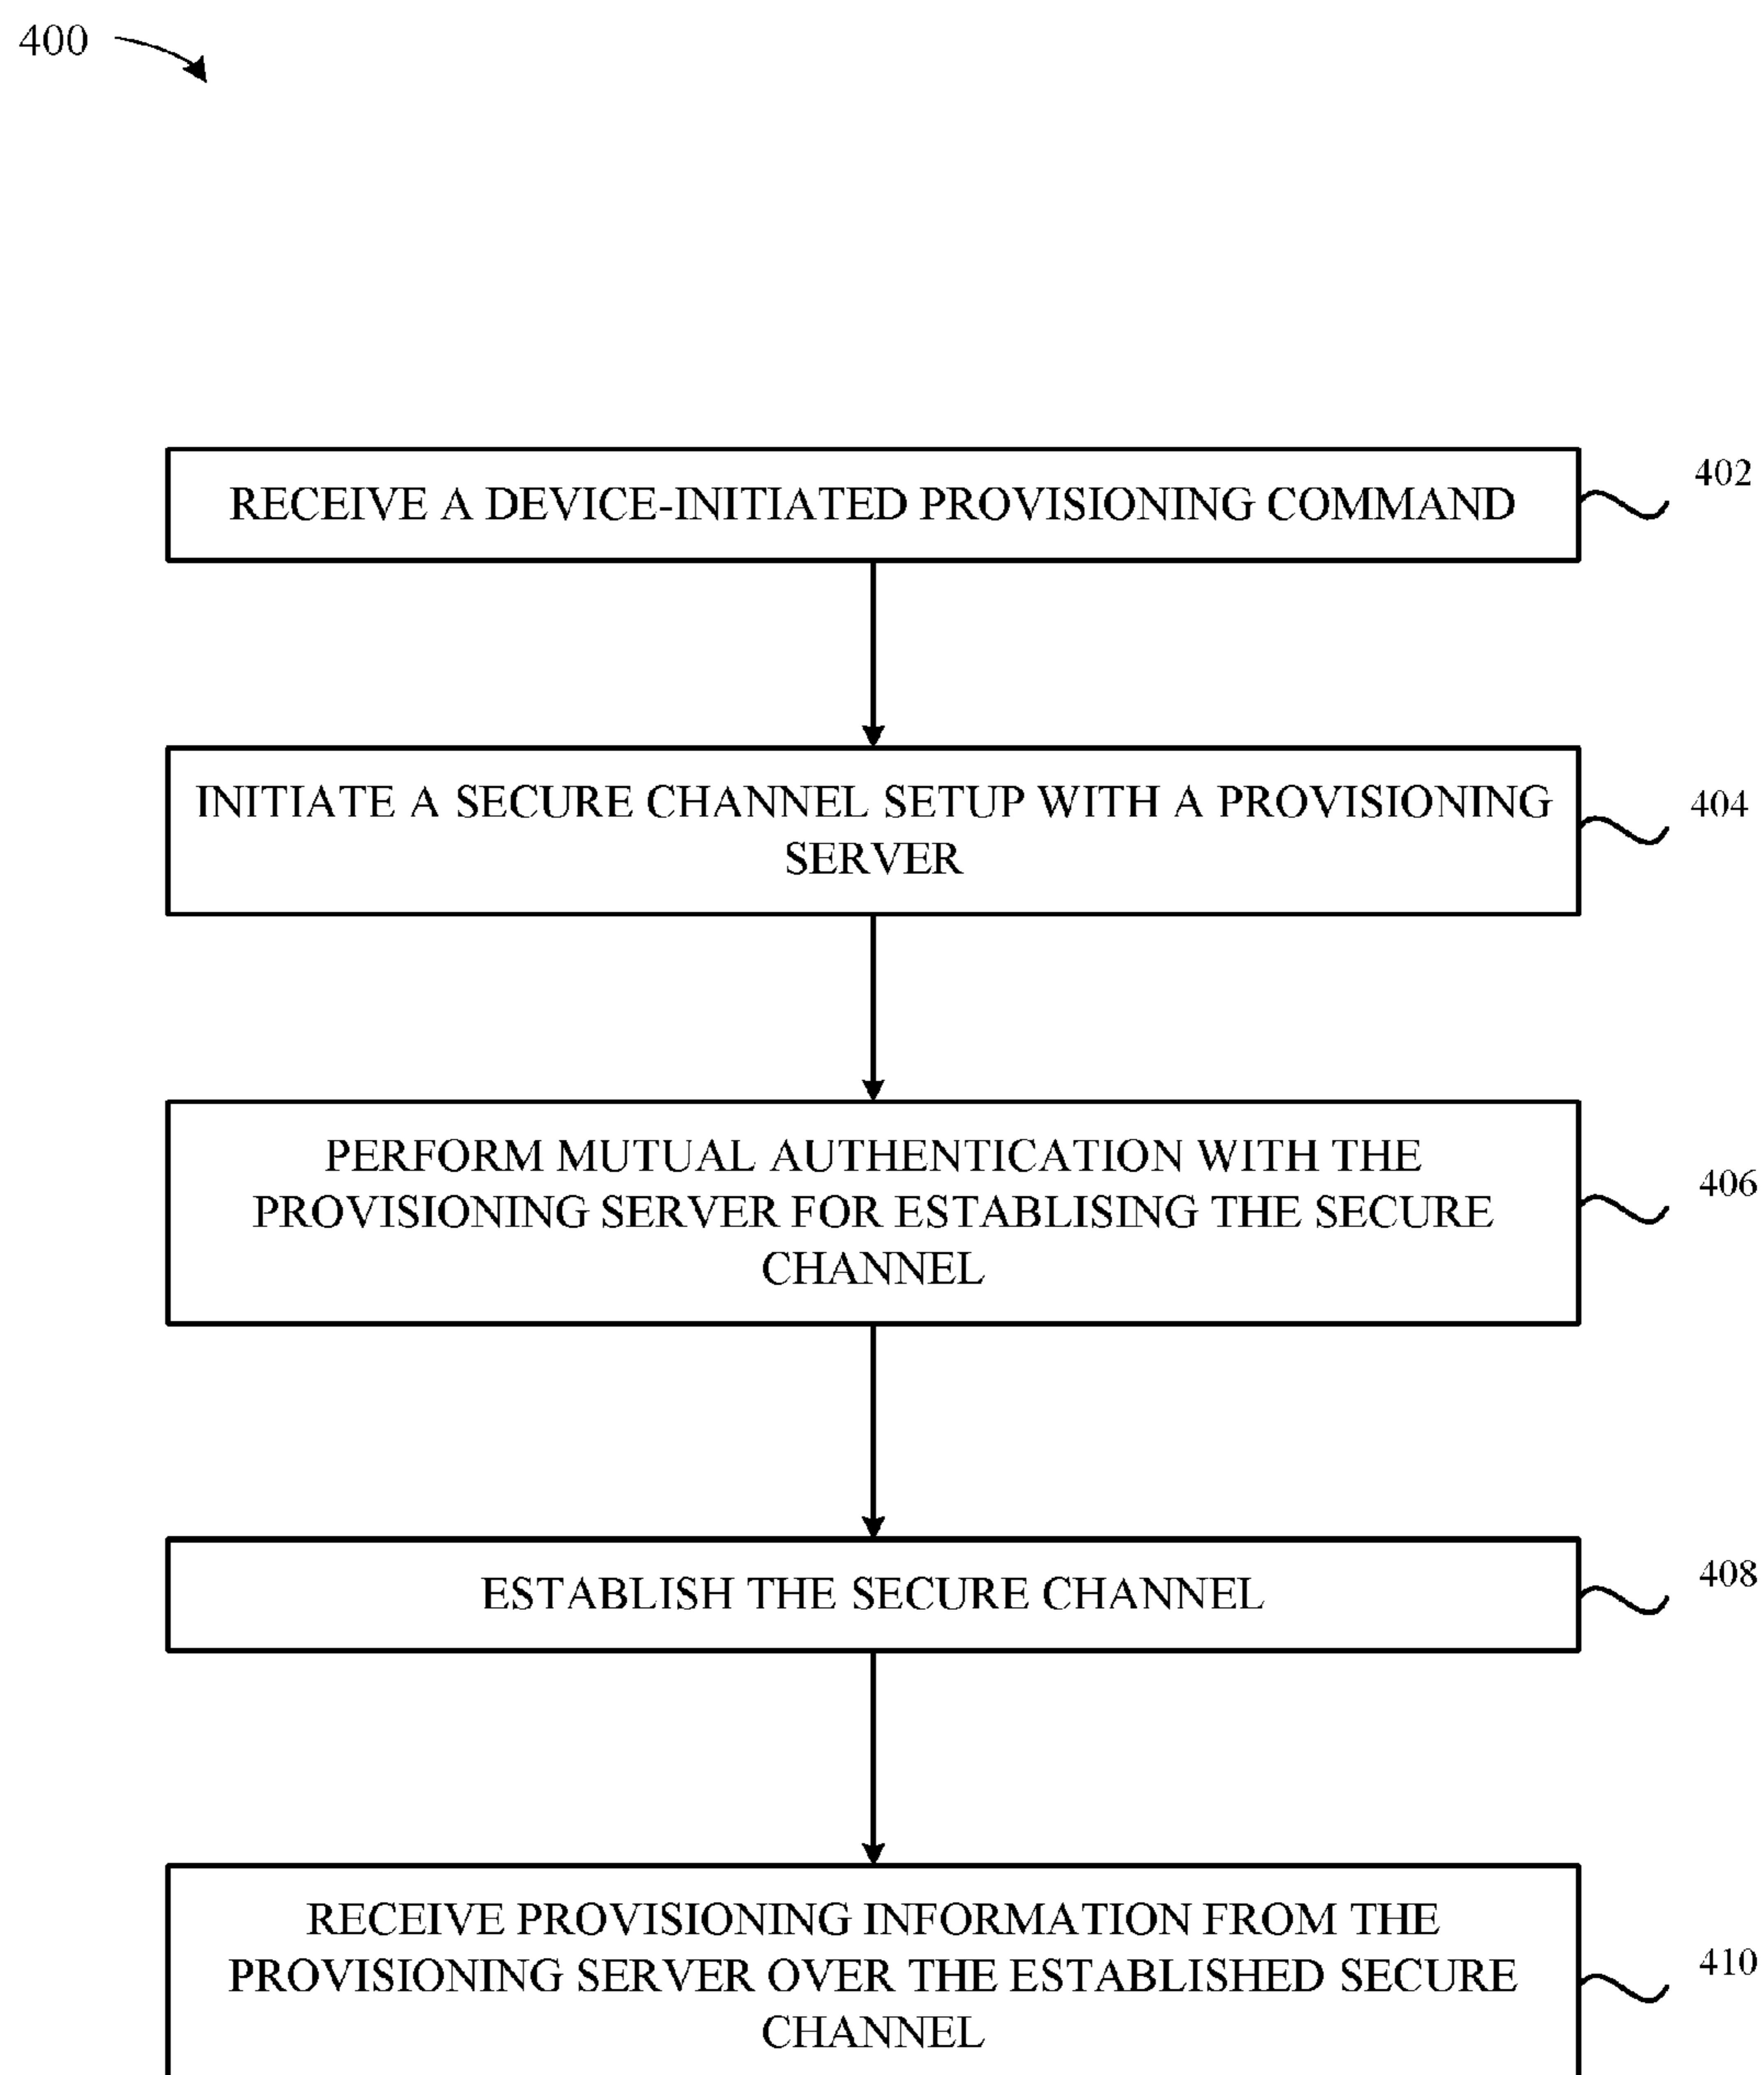 400
RECEIVE A DEVICE-INITIATED PROVISIONING COMMAND
402
INITIATE A SECURE CHANNEL SETUP WITH A PROVISIONING
SERVER
404
PERFORM MUTUAL AUTHENTICATION WITH THE
PROVISIONING SERVER FOR ESTABLISING THE SECURE
CHANNEL
406
ESTABLISH THE SECURE CHANNEL
408
RECEIVE PROVISIONING INFORMATION FROM THE
PROVISIONING SERVER OVER THE ESTABLISHED SECURE
CHANNEL
410